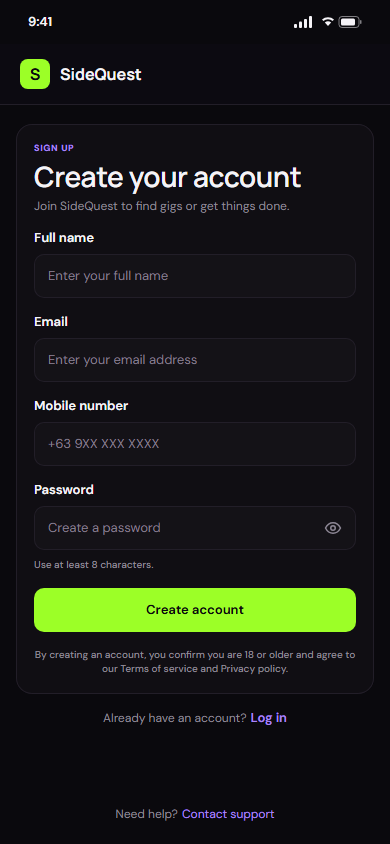 9:41
S SideQuest
SIGN UP
Create your account
Join SideQuest to find gigs or get things done.
Full name
Enter your full name
Email
Enter your email address
Mobile number
+63 9XX XXX XXXX
Password
Create a password
Use at least 8 characters.
Create account
By creating an account, you confirm you are 18 or older and agree to
our Terms of service and Privacy policy.
Already have an account? Log in
Need help? Contact support